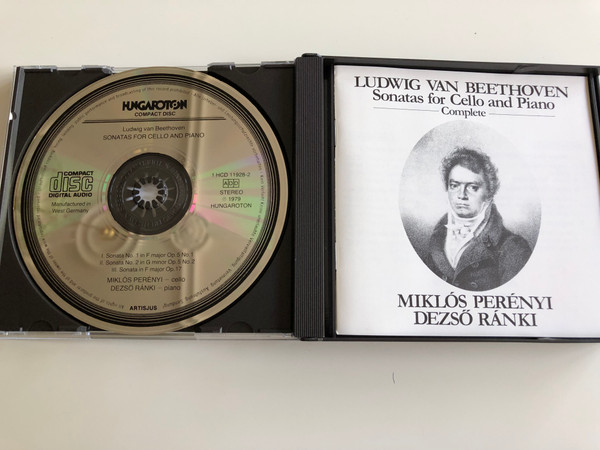 HUNGAROTON
COMPACT DISC
Ludwig van Beethoven
SONATAS FOR CELLO AND PIANO
COMPACT
disc
DIGITAL AUDIO
Manufactured in
West Germany
1 HCD 11928-2
ADD
STEREO
℗ 1979
HUNGAROTON
I. Sonata No. 1 in F major Op.5 No.1
II. Sonata No. 2 in G minor Op.5 No.2
III. Sonata in F major Op.17
MIKLÓS PERÉNYI – cello
DEZSŐ RÁNKI – piano
ARTISJUS
LUDWIG VAN BEETHOVEN
Sonatas for Cello and Piano
Complete
MIKLÓS PERÉNYI
DEZSŐ RÁNKI